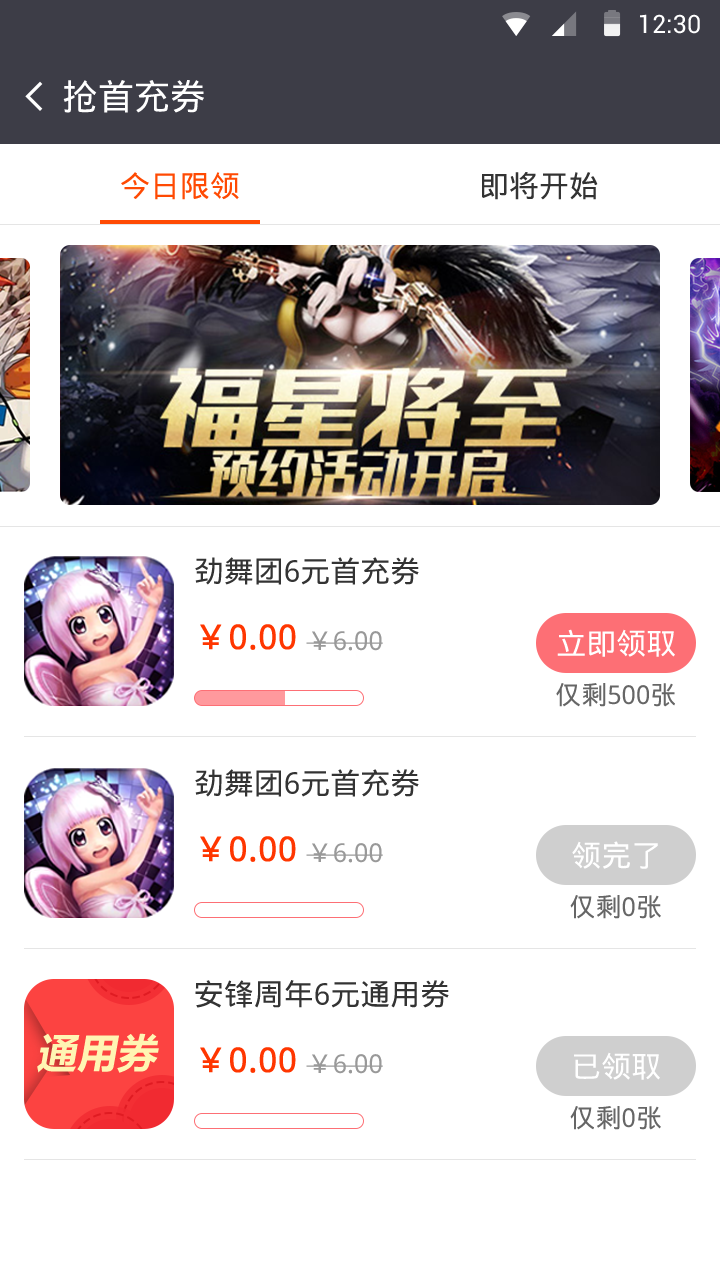 12:30
抢首充券
今日限领
即将开始
福星将至
预约活动开启
劲舞团6元首充券
￥0.00 ￥6.00
立即领取
仅剩500张
劲舞团6元首充券
￥0.00 ￥6.00
领完了
仅剩0张
安锋周年6元通用券
通用券
￥0.00 ￥6.00
已领取
仅剩0张